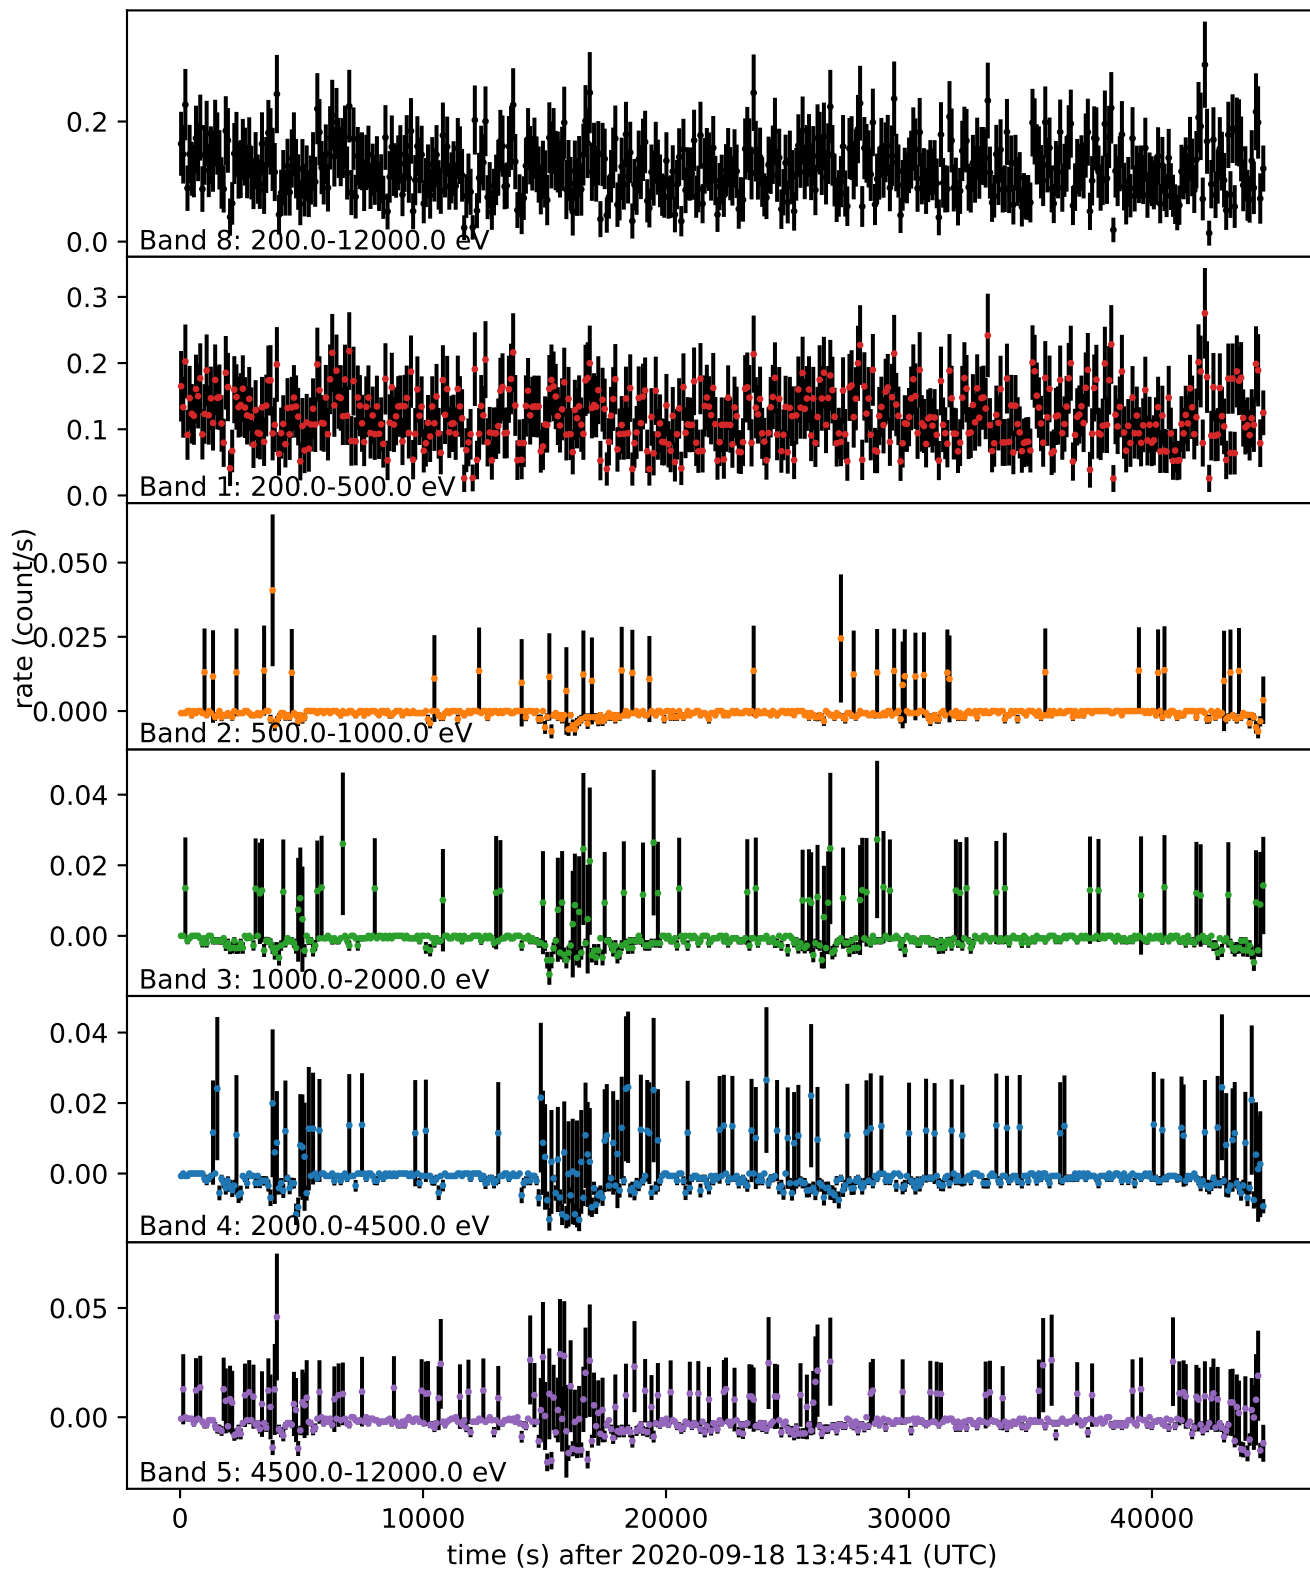 0.2
0.0
Band 8: 200.0-12000.0 eV
0.3
0.2
0.1
0.0
Band 1: 200.0-500.0 eV
rate (count/s)
0.050
0.025
0.000
Band 2: 500.0-1000.0 eV
0.04
0.02
0.00
Band 3: 1000.0-2000.0 eV
0.04
0.02
0.00
Band 4: 2000.0-4500.0 eV
0.05
0.00
Band 5: 4500.0-12000.0 eV
0 10000 20000 30000 40000
time (s) after 2020-09-18 13:45:41 (UTC)